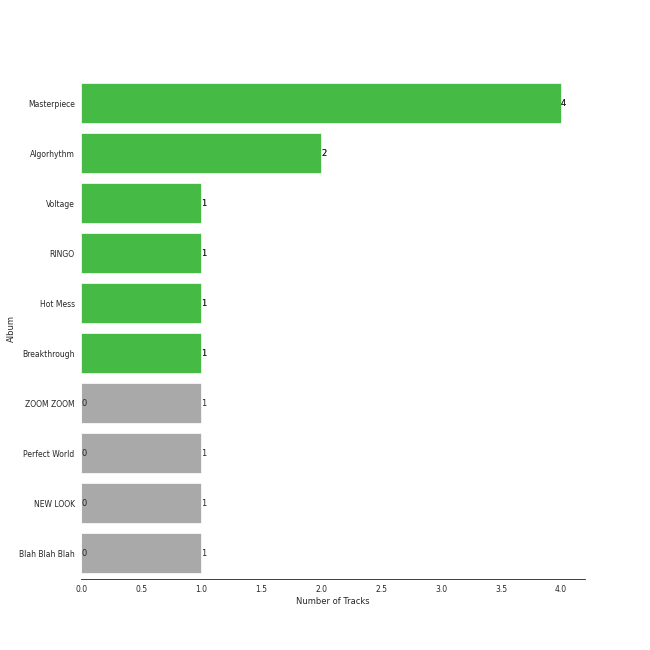 Masterpiece 4
Algorhythm 2
Voltage 1
RINGO 1
Hot Mess 1
Breakthrough 1
ZOOM ZOOM 0 1
Perfect World 0 1
NEW LOOK 0 1
Blah Blah Blah 0 1
Album
0.0 0.5 1.0 1.5 2.0 2.5 3.0 3.5 4.0
Number of Tracks